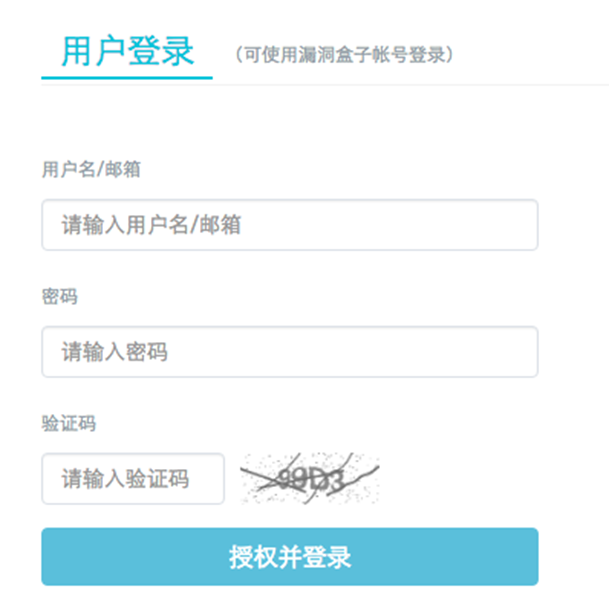 用户登录 （可使用漏洞盒子帐号登录）
用户名/邮箱
请输入用户名/邮箱
密码
请输入密码
验证码
请输入验证码
授权并登录